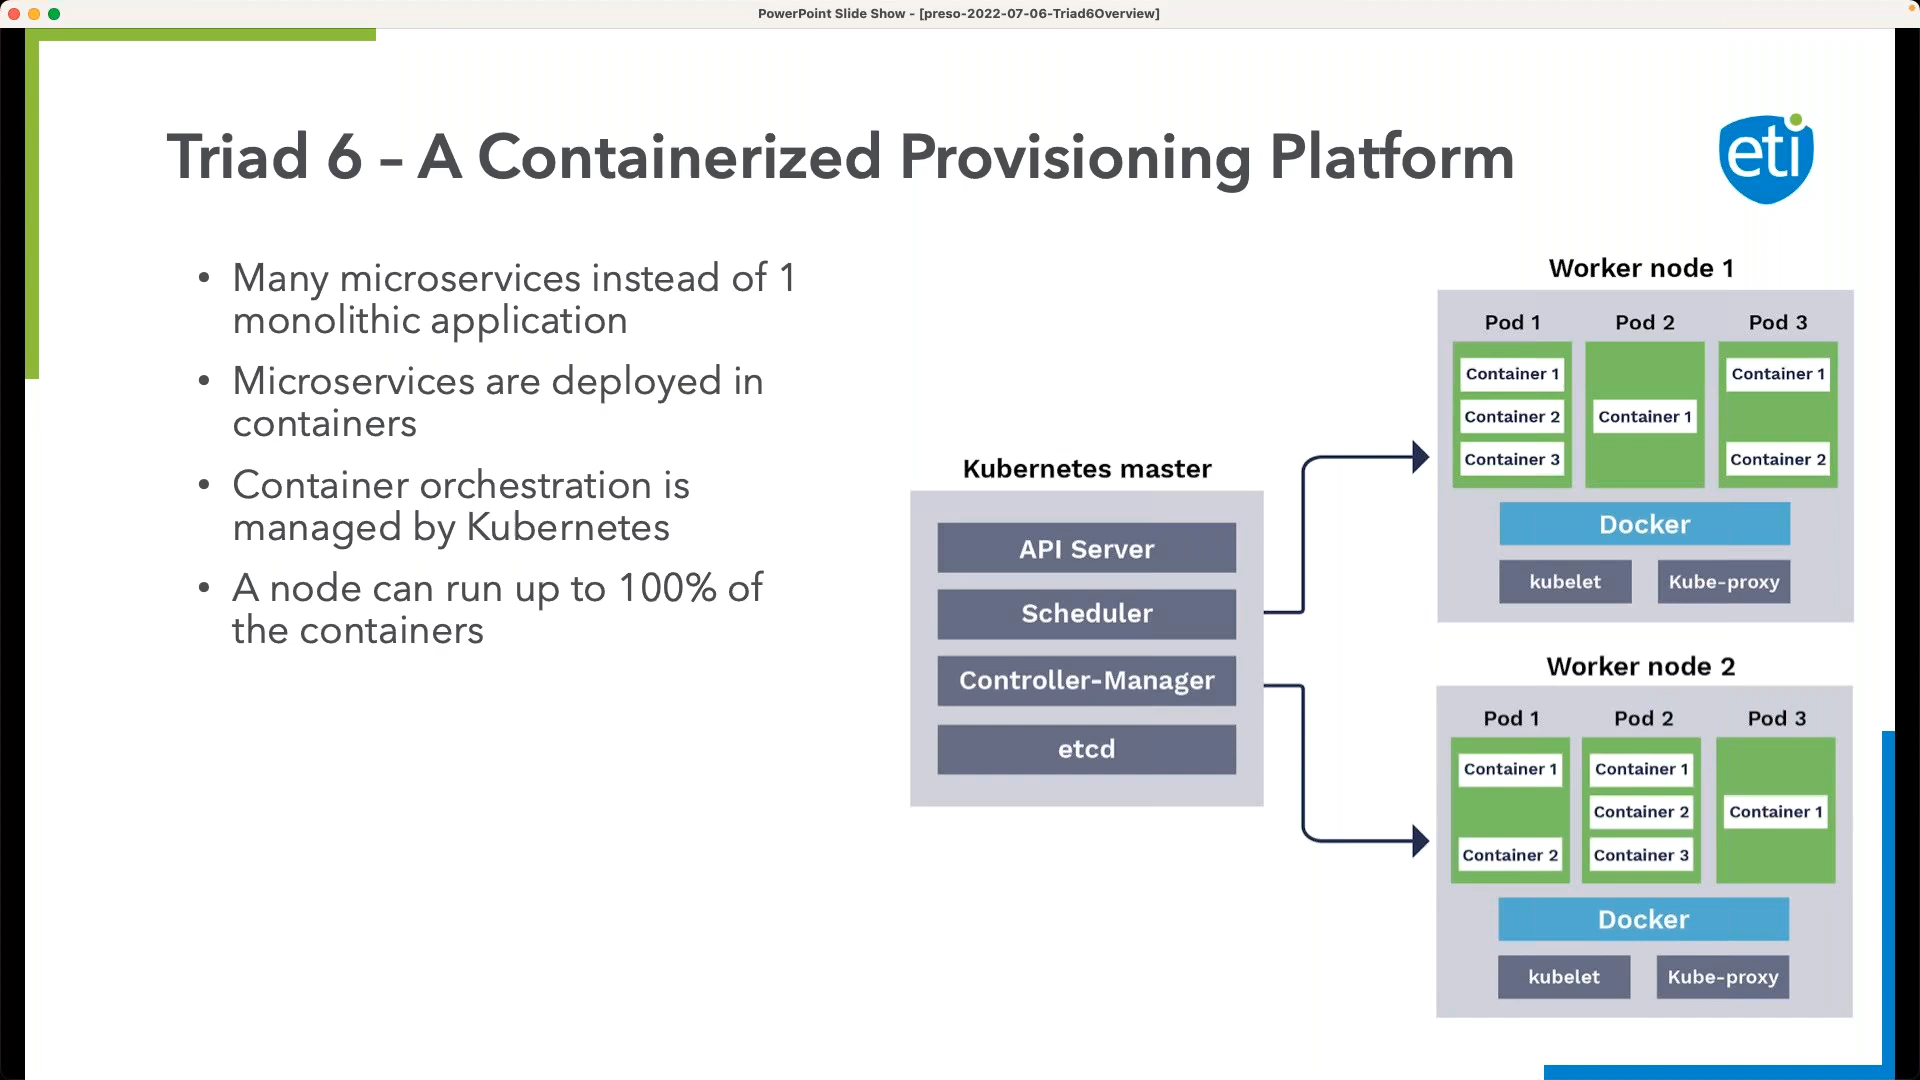 PowerPoint Slide Show - [preso-2022-07-06-Triad6Overview]
Triad 6 – A Containerized Provisioning Platform
eti
• Many microservices instead of 1
monolithic application
• Microservices are deployed in
containers
• Container orchestration is
managed by Kubernetes
• A node can run up to 100% of
the containers
Kubernetes master
API Server
Scheduler
Controller-Manager
etcd
Worker node 1
Pod 1
Container 1
Container 2
Container 3
Pod 2
Container 1
Pod 3
Container 1
Container 2
Docker
kubelet
Kube-proxy
Worker node 2
Pod 1
Container 1
Container 2
Pod 2
Container 1
Container 2
Container 3
Pod 3
Container 1
Docker
kubelet
Kube-proxy